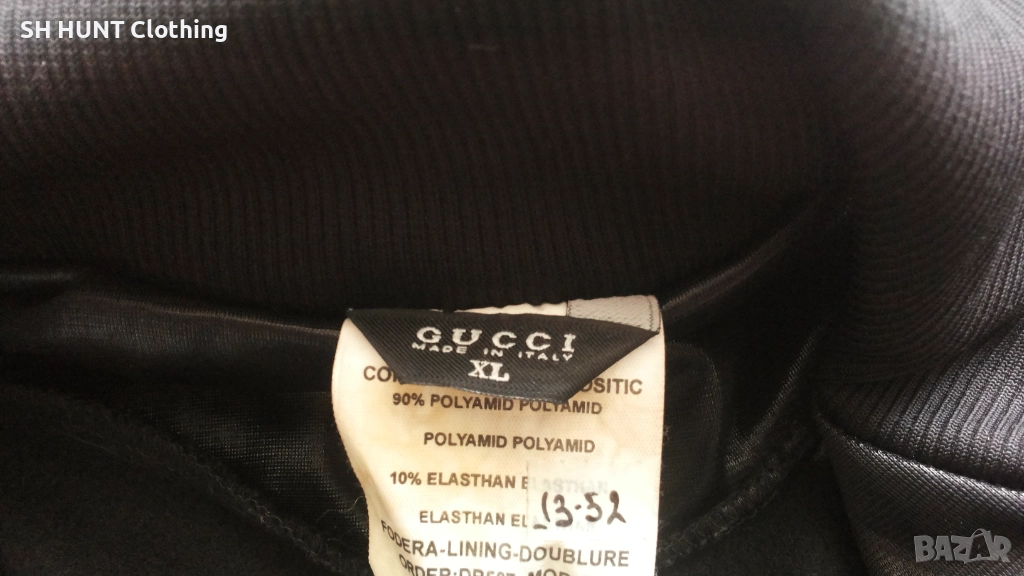 SH HUNT Clothing
GUCCI
MADE IN ITALY
XL
90% POLYAMID POLYAMID
POLYAMID POLYAMID
10% ELASTHAN
13-52
ELASTHAN
FODERA-LINING-DOUBLURE
BAZAR